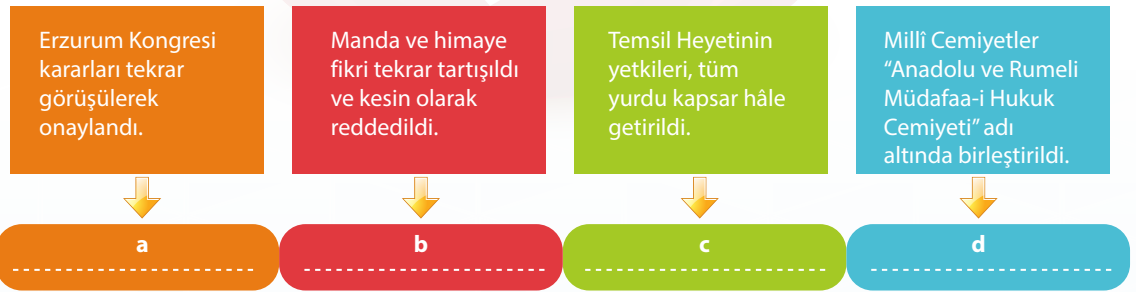 Erzurum Kongresi
kararları tekrar
görüşülerek
onaylandı.
Manda ve himaye
fikri tekrar tartışıldı
ve kesin olarak
reddedildi.
Temsil Heyetinin
yetkileri, tüm
yurdu kapsar hâle
getirildi.
Millî Cemiyetler
“Anadolu ve Rumeli
Müdafaa-i Hukuk
Cemiyeti” adı
altında birleştirildi.
a
b
c
d